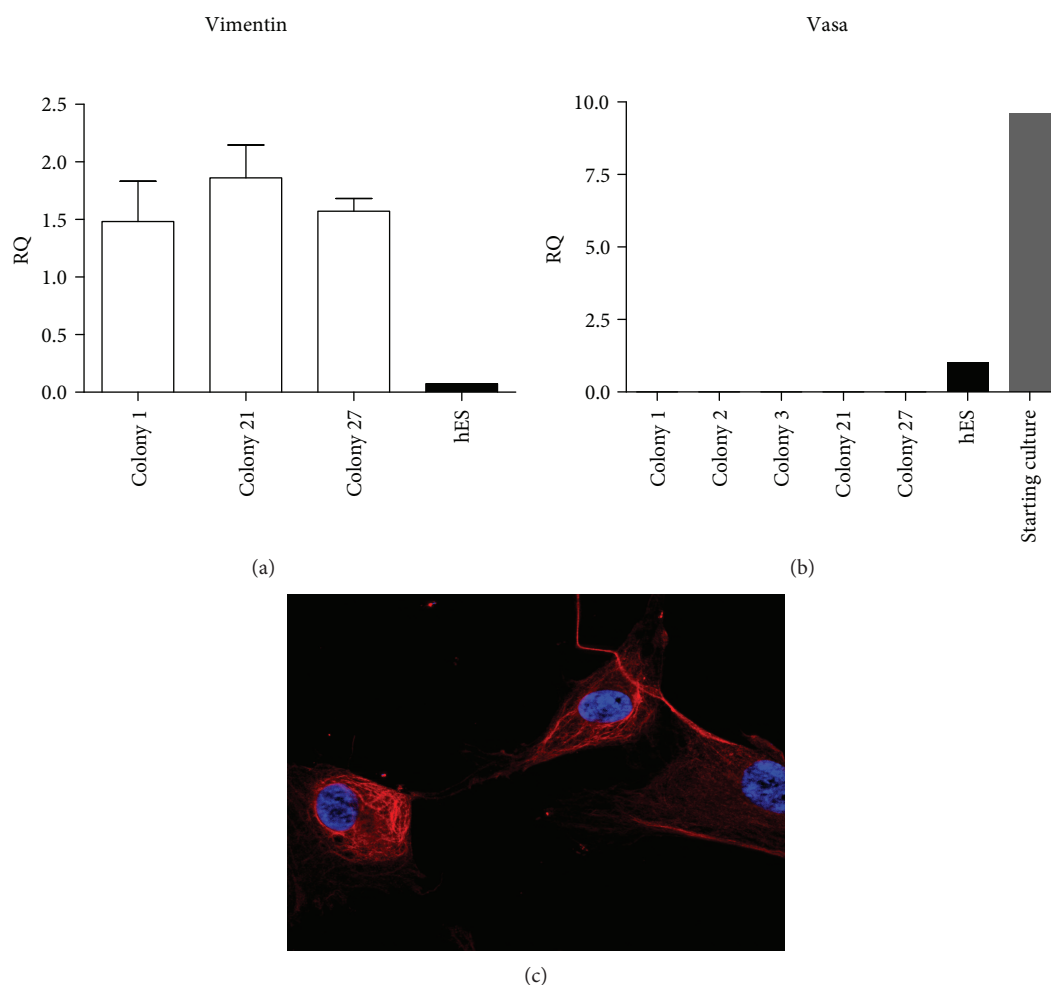 Vimentin
2.5
2.0
1.5
1.0
0.5
0.0
RQ
Colony 1
Colony 21
Colony 27
hES
(a)
Vasa
10.0
7.5
5.0
2.5
0.0
RQ
Colony 1
Colony 2
Colony 3
Colony 21
Colony 27
hES
Starting culture
(b)
(c)